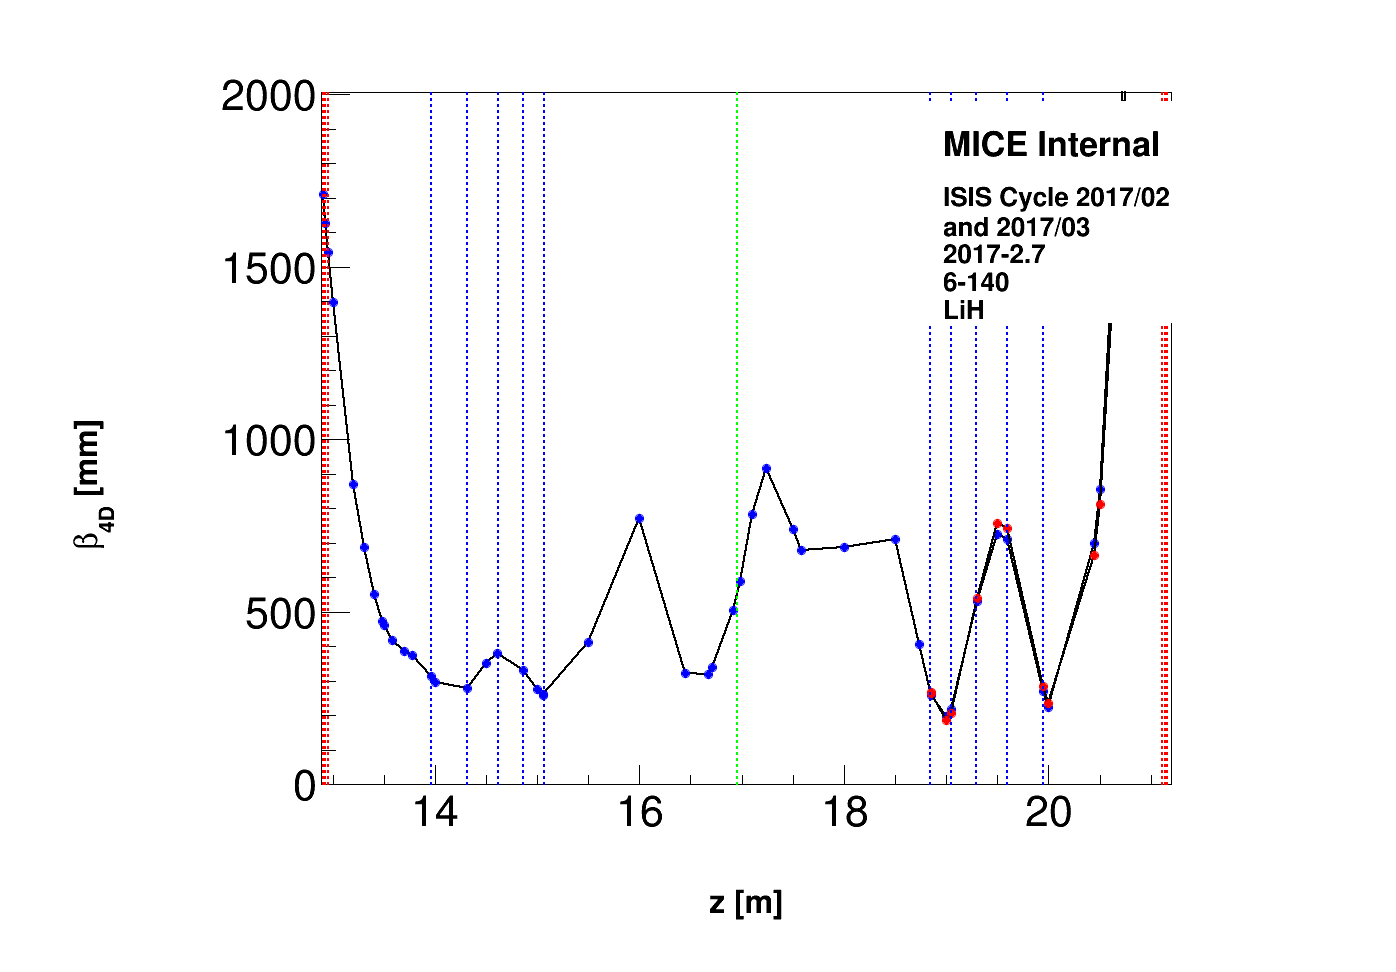 2000
1500
1000
500
0
14 16 18 20
β4D [mm]
z [m]
MICE Internal
ISIS Cycle 2017/02
and 2017/03
2017-2.7
6-140
LiH